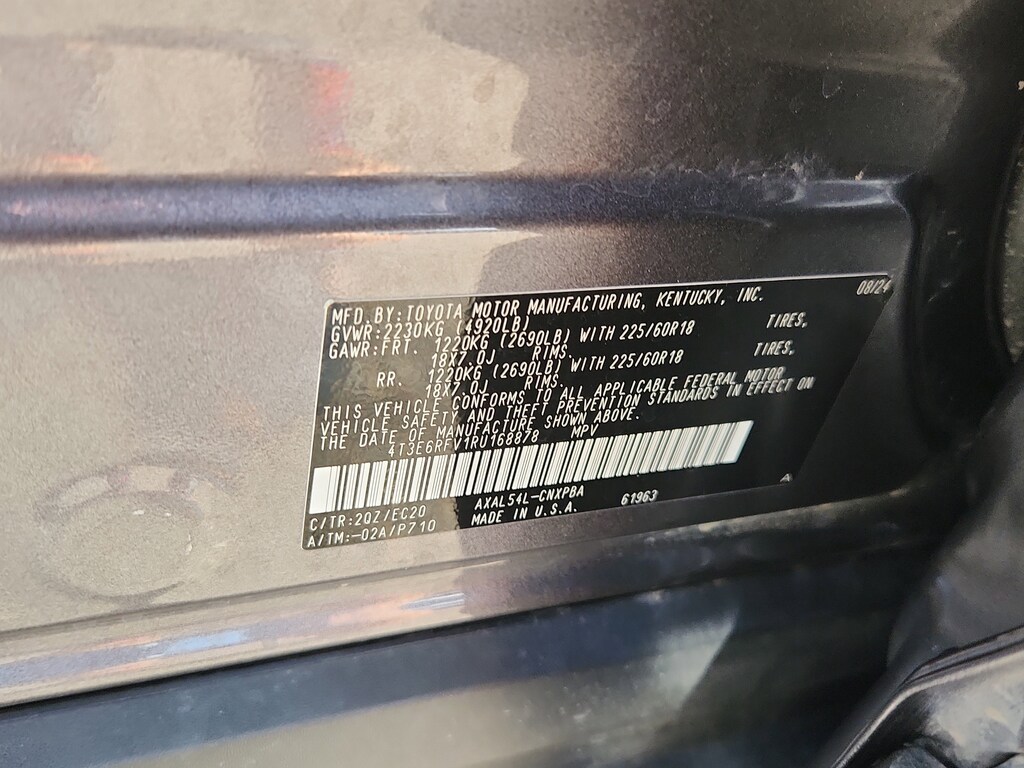 MFD. BY: TOYOTA MOTOR MANUFACTURING, KENTUCKY, INC. 08/24
GVWR: 2230KG (4920LB)
GAWR: FRT. 1220KG (2690LB) WITH 225/60R18 TIRES,
18X7.0J RIMS.
RR. 1220KG (2690LB) WITH 225/60R18 TIRES,
18X7.0J RIMS.
THIS VEHICLE CONFORMS TO ALL APPLICABLE FEDERAL MOTOR
VEHICLE SAFETY AND THEFT PREVENTION STANDARDS IN EFFECT ON
THE DATE OF MANUFACTURE SHOWN ABOVE.
4T3E6RFV1RU168878 MPV
AXAL54L-CNXPBA 61963 A
C/TR: 2QZ/EC20
A/TM: -02A/P710 MADE IN U.S.A.